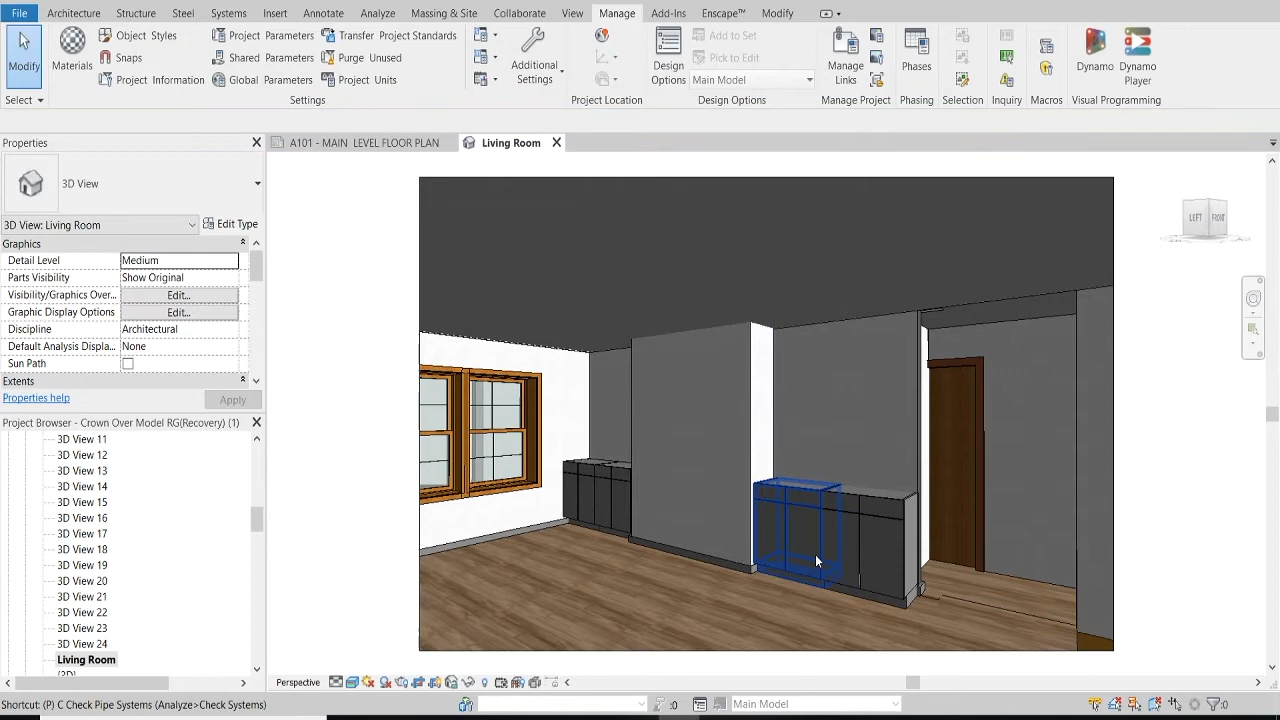 File Architecture Structure Steel Systems Insert Annotate Analyze Massing & Site Collaborate View Manage Add-Ins Enscape™ Modify
Object Styles Project Parameters Transfer Project Standards Add to Set
Snaps Shared Parameters Purge Unused Pick to Edit
Modify Materials Project Information Global Parameters Project Units Additional Settings Design Options Main Model Manage Links Phases Dynamo Dynamo Player
Select Settings Project Location Design Options Manage Project Phasing Selection Inquiry Macros Visual Programming
Properties
A101 - MAIN LEVEL FLOOR PLAN Living Room
3D View
3D View: Living Room Edit Type
LEFT FRONT
Graphics
Detail Level Medium
Parts Visibility Show Original
Visibility/Graphics Over... Edit...
Graphic Display Options Edit...
Discipline Architectural
Default Analysis Displa... None
Sun Path
Extents
Properties help Apply
Project Browser - Crown Over Model RG(Recovery) (1)
3D View 11
3D View 12
3D View 13
3D View 14
3D View 15
3D View 16
3D View 17
3D View 18
3D View 19
3D View 20
3D View 21
3D View 22
3D View 23
3D View 24
Living Room
Perspective
Shortcut: (P) C Check Pipe Systems (Analyze>Check Systems) :0 Main Model :0